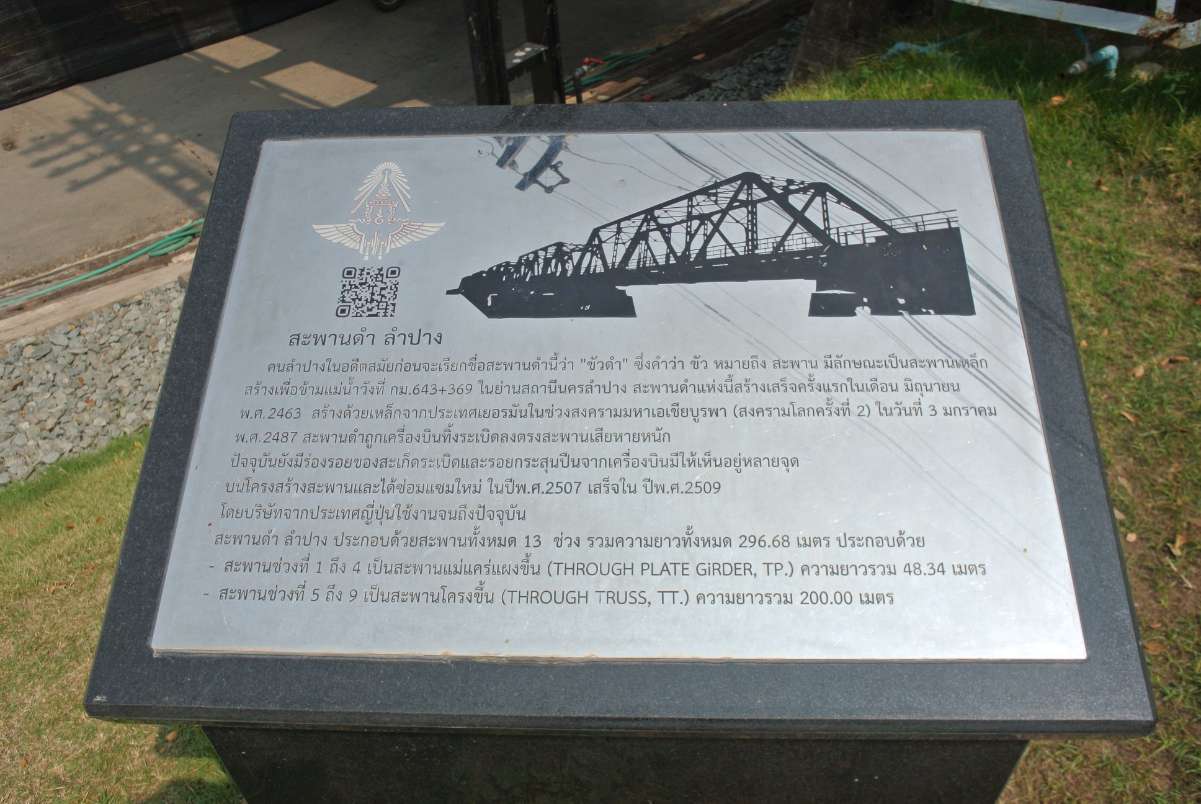 สะพานดำ ลำปาง
คนลำปางในอดีตสมัยก่อนจะเรียกชื่อสะพานดำนี้ว่า "ขัวดำ" ซึ่งคำว่า ขัว หมายถึง สะพาน มีลักษณะเป็นสะพานเหล็ก
สร้างเพื่อข้ามแม่น้ำวังที่ กม.643+369 ในย่านสถานีนครลำปาง สะพานดำแห่งนี้สร้างเสร็จครั้งแรกในเดือน มิถุนายน
พ.ศ.2463 สร้างด้วยเหล็กจากประเทศเยอรมันในช่วงสงครามมหาเอเชียบูรพา (สงครามโลกครั้งที่ 2) ในวันที่ 3 มกราคม
พ.ศ.2487 สะพานดำถูกเครื่องบินทิ้งระเบิดลงตรงสะพานเสียหายหนัก
ปัจจุบันยังมีร่องรอยของสะเก็ดระเบิดและรอยกระสุนปืนจากเครื่องบินมีให้เห็นอยู่หลายจุด
บนโครงสร้างสะพานและได้ซ่อมแซมใหม่ ในปีพ.ศ.2507 เสร็จใน ปีพ.ศ.2509
โดยบริษัทจากประเทศญี่ปุ่นใช้งานจนถึงปัจจุบัน
สะพานดำ ลำปาง ประกอบด้วยสะพานทั้งหมด 13 ช่วง รวมความยาวทั้งหมด 296.68 เมตร ประกอบด้วย
- สะพานช่วงที่ 1 ถึง 4 เป็นสะพานแม่แคร่แผงขึ้น (THROUGH PLATE GiRDER, TP.) ความยาวรวม 48.34 เมตร
- สะพานช่วงที่ 5 ถึง 9 เป็นสะพานโครงขึ้น (THROUGH TRUSS, TT.) ความยาวรวม 200.00 เมตร